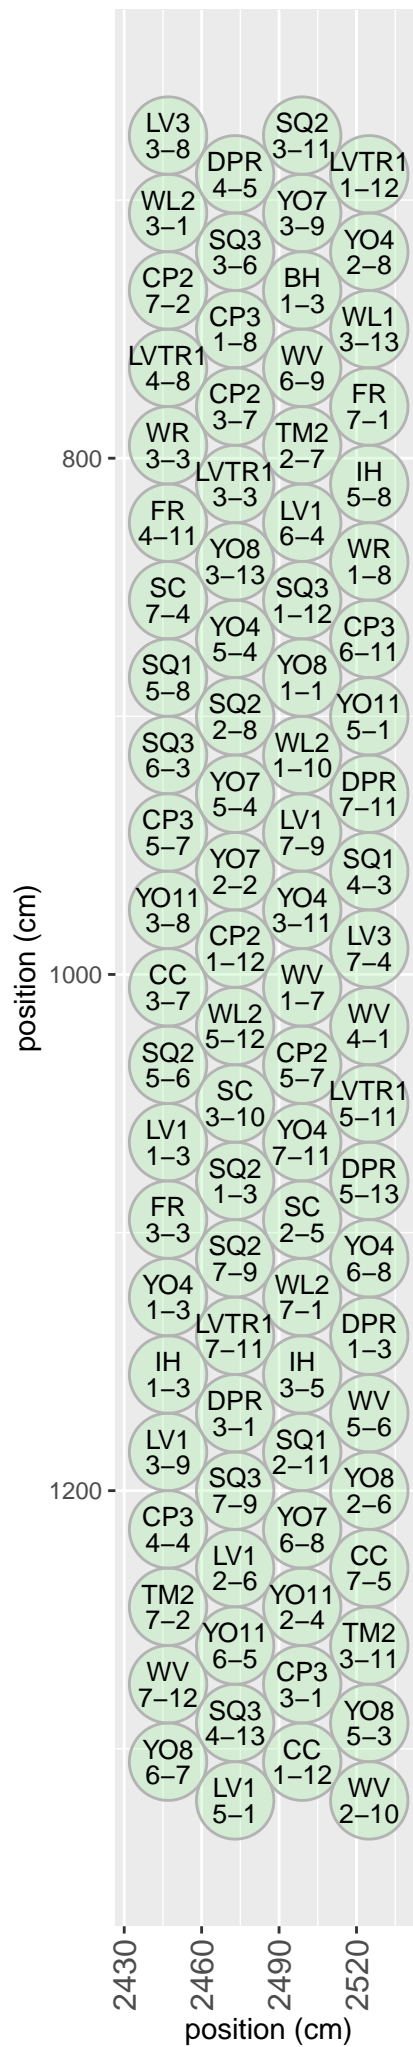 LV3
3–8
SQ2
3–11
DPR
4–5
LVTR1
1–12
WL2
3–1
YO7
3–9
SQ3
3–6
YO4
2–8
CP2
7–2
BH
1–3
CP3
1–8
WL1
3–13
LVTR1
4–8
WV
6–9
CP2
3–7
FR
7–1
WR
3–3
TM2
2–7
800
LVTR1
3–3
IH
5–8
FR
4–11
LV1
6–4
YO8
3–13
WR
1–8
SC
7–4
SQ3
1–12
YO4
5–4
CP3
6–11
SQ1
5–8
YO8
1–1
SQ2
2–8
YO11
5–1
SQ3
6–3
WL2
1–10
YO7
5–4
DPR
7–11
CP3
5–7
LV1
7–9
YO7
2–2
SQ1
4–3
YO11
3–8
YO4
3–11
CP2
1–12
LV3
7–4
position (cm)
1000
CC
3–7
WV
1–7
WL2
5–12
WV
4–1
SQ2
5–6
CP2
5–7
SC
3–10
LVTR1
5–11
LV1
1–3
YO4
7–11
SQ2
1–3
DPR
5–13
FR
3–3
SC
2–5
SQ2
7–9
YO4
6–8
YO4
1–3
WL2
7–1
LVTR1
7–11
DPR
1–3
IH
1–3
IH
3–5
DPR
3–1
WV
5–6
LV1
3–9
SQ1
2–11
1200
SQ3
7–9
YO8
2–6
CP3
4–4
YO7
6–8
LV1
2–6
CC
7–5
TM2
7–2
YO11
2–4
YO11
6–5
TM2
3–11
WV
7–12
CP3
3–1
SQ3
4–13
YO8
5–3
YO8
6–7
CC
1–12
LV1
5–1
WV
2–10
2430
2460
2490
2520
position (cm)